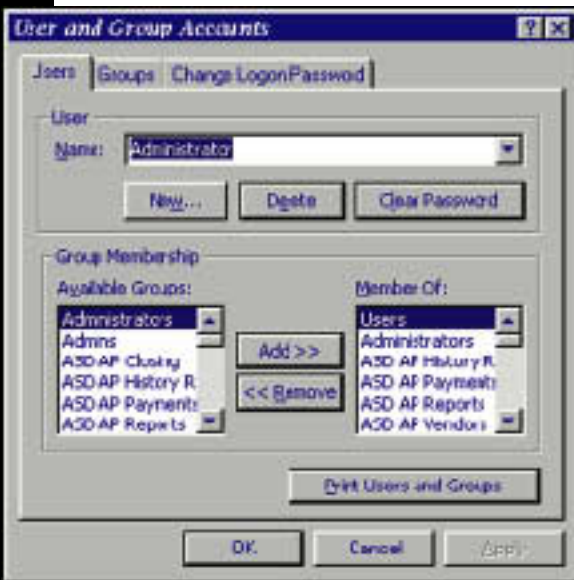 User and Group Accounts
Users Groups Change Logon Password
User
Name: Administrator
New... Delete Clear Password
Group Membership
Available Groups: Member Of:
Administrators Users
Admins Administrators
ASD AP Closing ASD AP History R
ASD AP History R ASD AP Payments
ASD AP Payments ASD AP Reports
ASD AP Reports ASD AP Vendors
Add >>
<< Remove
Print Users and Groups
OK Cancel Apply